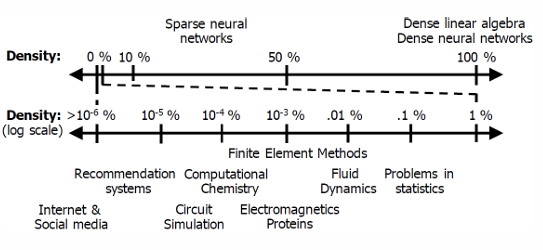 Sparse neural
networks
Dense linear algebra
Dense neural networks
Density: 0 % 10 % 50 % 100 %
Density: >10⁻⁶ % 10⁻⁵ % 10⁻⁴ % 10⁻³ % .01 % .1 % 1 %
(log scale)
Finite Element Methods
Recommendation
systems
Computational
Chemistry
Fluid
Dynamics
Problems in
statistics
Internet &
Social media
Circuit
Simulation
Electromagnetics
Proteins